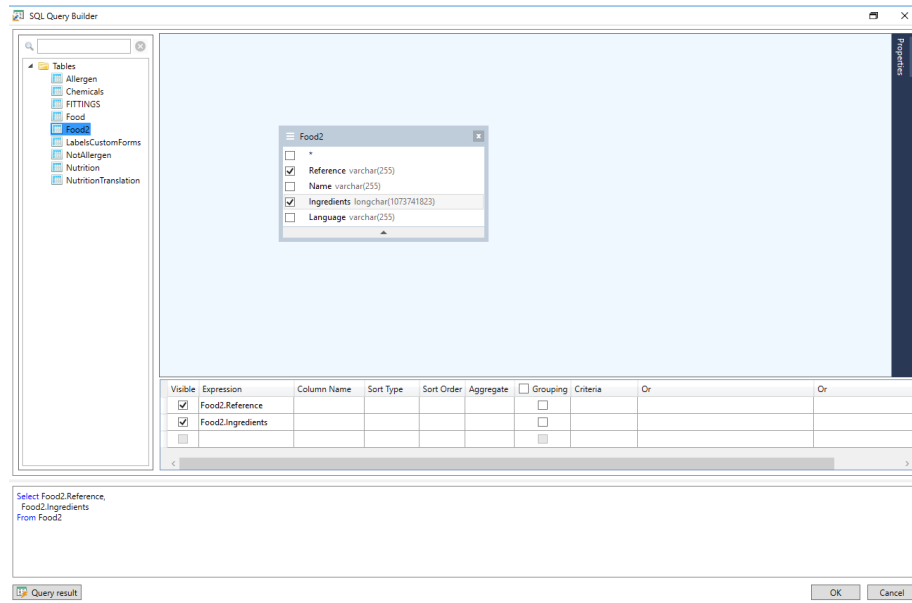 SQL Query Builder
Tables
Allergen
Chemicals
FITTINGS
Food
Food2
LabelsCustomForms
NotAllergen
Nutrition
NutritionTranslation
Food2
*
Reference varchar(255)
Name varchar(255)
Ingredients longchar(1073741823)
Language varchar(255)
Properties
Visible Expression Column Name Sort Type Sort Order Aggregate Grouping Criteria Or Or
Food2.Reference
Food2.Ingredients
Select Food2.Reference,
Food2.Ingredients
From Food2
Query result OK Cancel